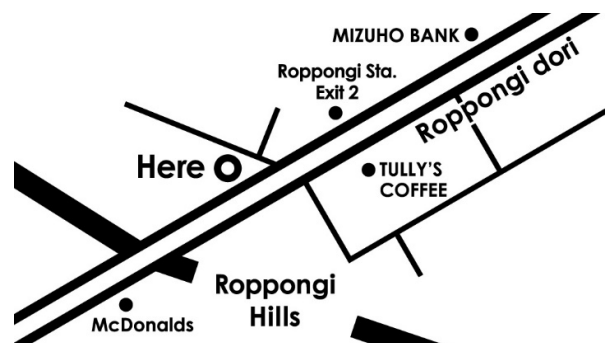 MIZUHO BANK
Roppongi Sta.
Exit 2
Roppongi dori
Here
TULLY'S
COFFEE
Roppongi
Hills
McDonalds